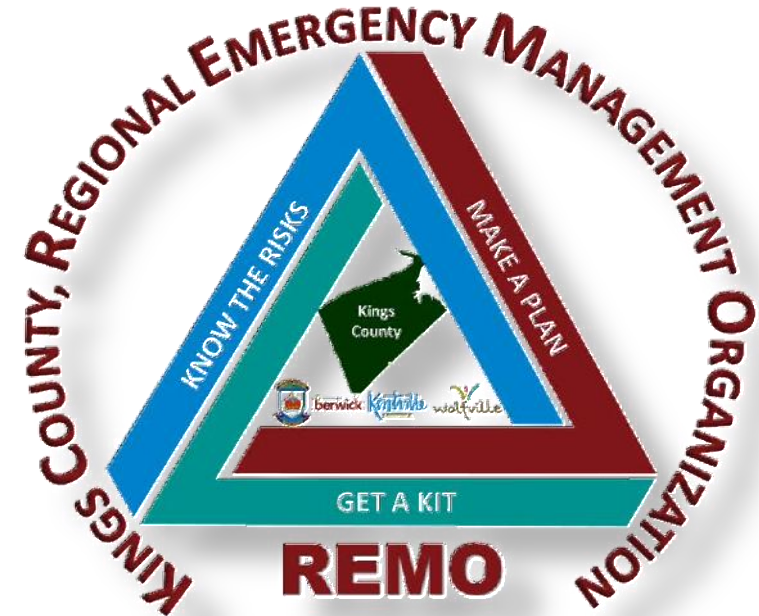 KINGS COUNTY, REGIONAL EMERGENCY MANAGEMENT ORGANIZATION
KNOW THE RISKS
MAKE A PLAN
Kings
County
berwick Kentville wolfville
GET A KIT
REMO